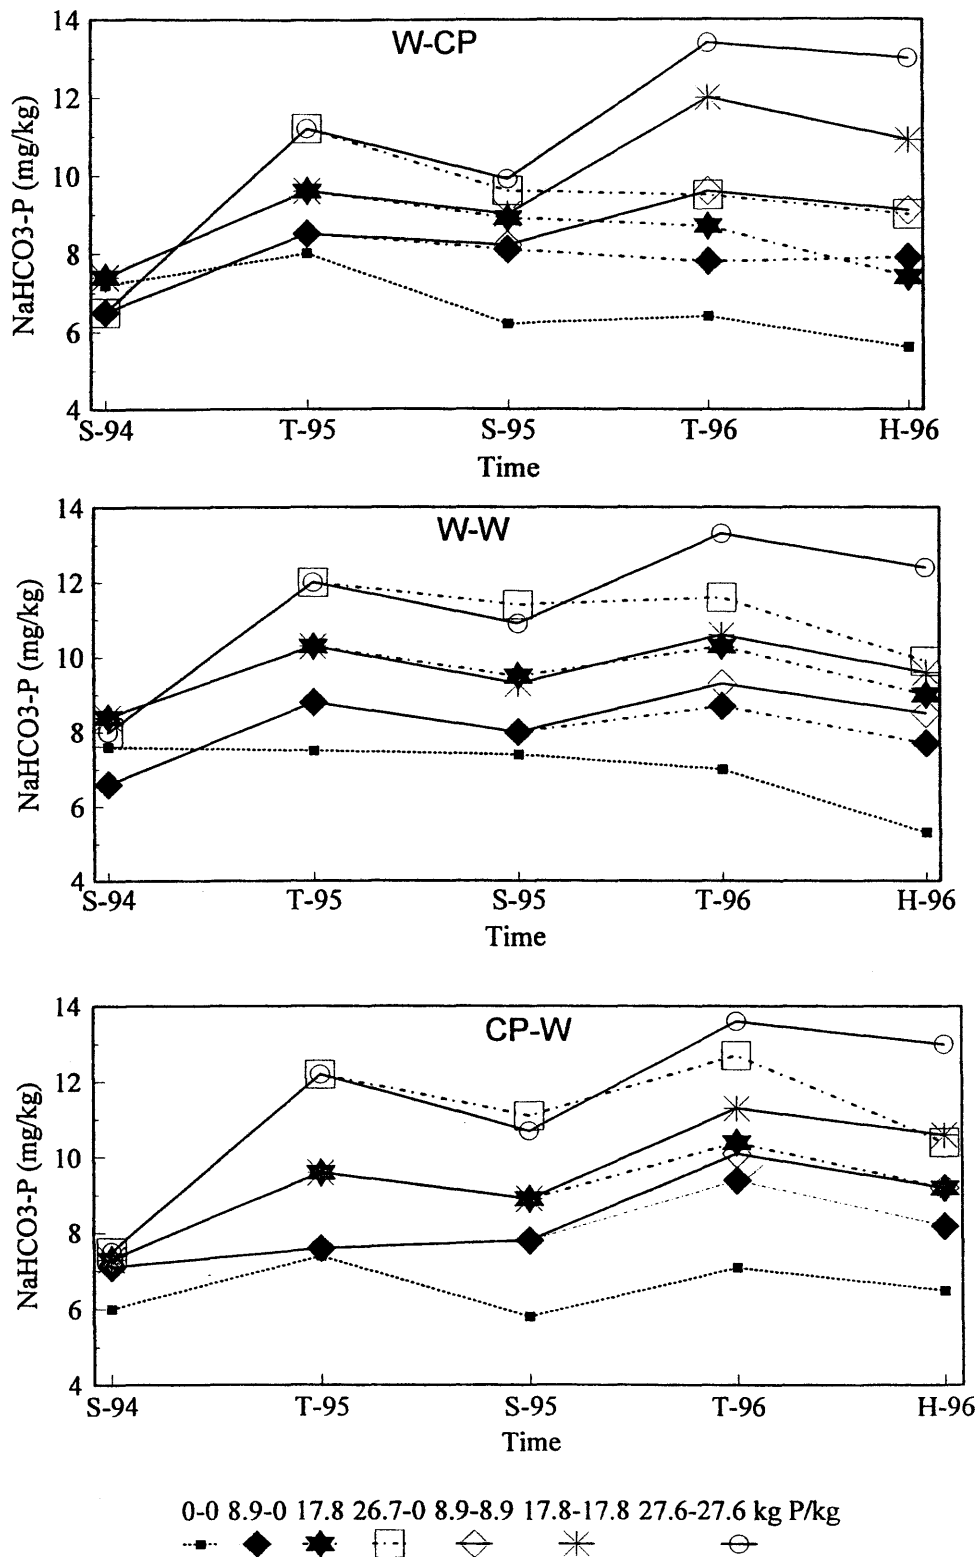 W-CP
NaHCO3-P (mg/kg)
14
12
10
8
6
4
S-94 T-95 S-95 T-96 H-96
Time
W-W
NaHCO3-P (mg/kg)
14
12
10
8
6
4
S-94 T-95 S-95 T-96 H-96
Time
CP-W
NaHCO3-P (mg/kg)
14
12
10
8
6
4
S-94 T-95 S-95 T-96 H-96
Time
0-0 8.9-0 17.8 26.7-0 8.9-8.9 17.8-17.8 27.6-27.6 kg P/kg